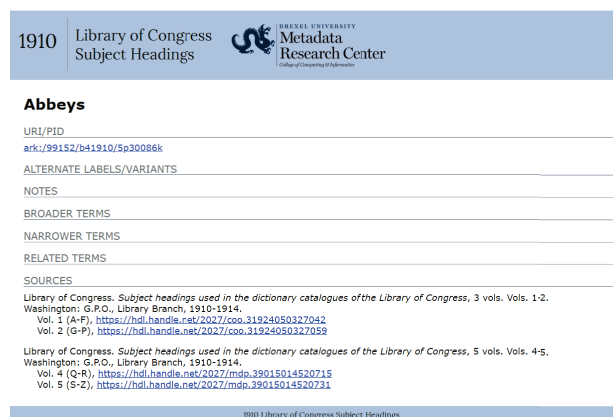 1910
Library of Congress
Subject Headings
DREXEL UNIVERSITY
Metadata
Research Center
College of Computing & Informatics
Abbeys
URI/PID
ark:/99152/b41910/5p30086k
ALTERNATE LABELS/VARIANTS
NOTES
BROADER TERMS
NARROWER TERMS
RELATED TERMS
SOURCES
Library of Congress. Subject headings used in the dictionary catalogues of the Library of Congress, 3 vols. Vols. 1-2.
Washington: G.P.O., Library Branch, 1910-1914.
Vol. 1 (A-F), https://hdl.handle.net/2027/coo.31924050327042
Vol. 2 (G-P), https://hdl.handle.net/2027/coo.31924050327059
Library of Congress. Subject headings used in the dictionary catalogues of the Library of Congress, 5 vols. Vols. 4-5.
Washington: G.P.O., Library Branch, 1910-1914.
Vol. 4 (Q-R), https://hdl.handle.net/2027/mdp.39015014520715
Vol. 5 (S-Z), https://hdl.handle.net/2027/mdp.39015014520731
1910 Library of Congress Subject Headings